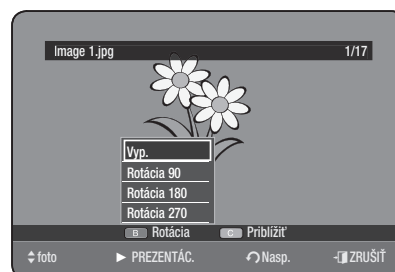 Image 1.jpg 1/17
Vyp.
Rotácia 90
Rotácia 180
Rotácia 270
B Rotácia C Priblížiť
foto PREZENTÁC. Nasp. ZRUŠIŤ